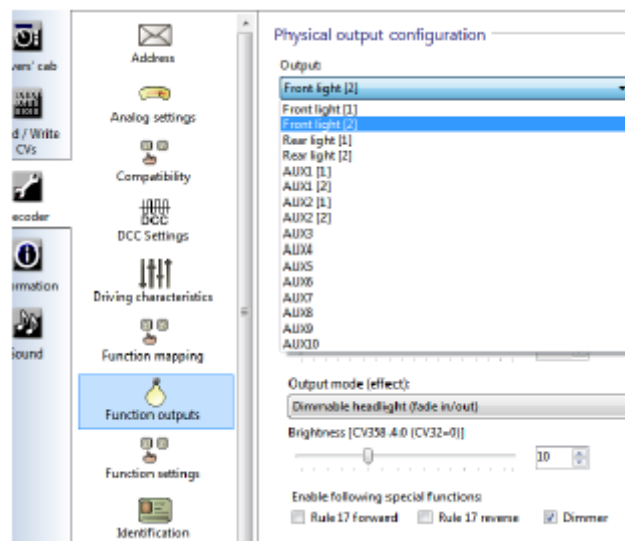 vers' cab
d / Write
CVs
ecoder
ormation
ound
Address
Analog settings
Compatibility
DCC
DCC Settings
Driving characteristics
Function mapping
Function outputs
Function settings
Identification
Physical output configuration
Output:
Front light [2]
Front light [1]
Front light [2]
Rear light [1]
Rear light [2]
AUX1 [1]
AUX1 [2]
AUX2 [1]
AUX2 [2]
AUX3
AUX4
AUX5
AUX6
AUX7
AUX8
AUX9
AUX10
Output mode (effect):
Dimmable headlight (fade in/out)
Brightness [CV358 .4:0 (CV32=0)]
10
Enable following special functions:
Rule 17 forward Rule 17 reverse Dimmer